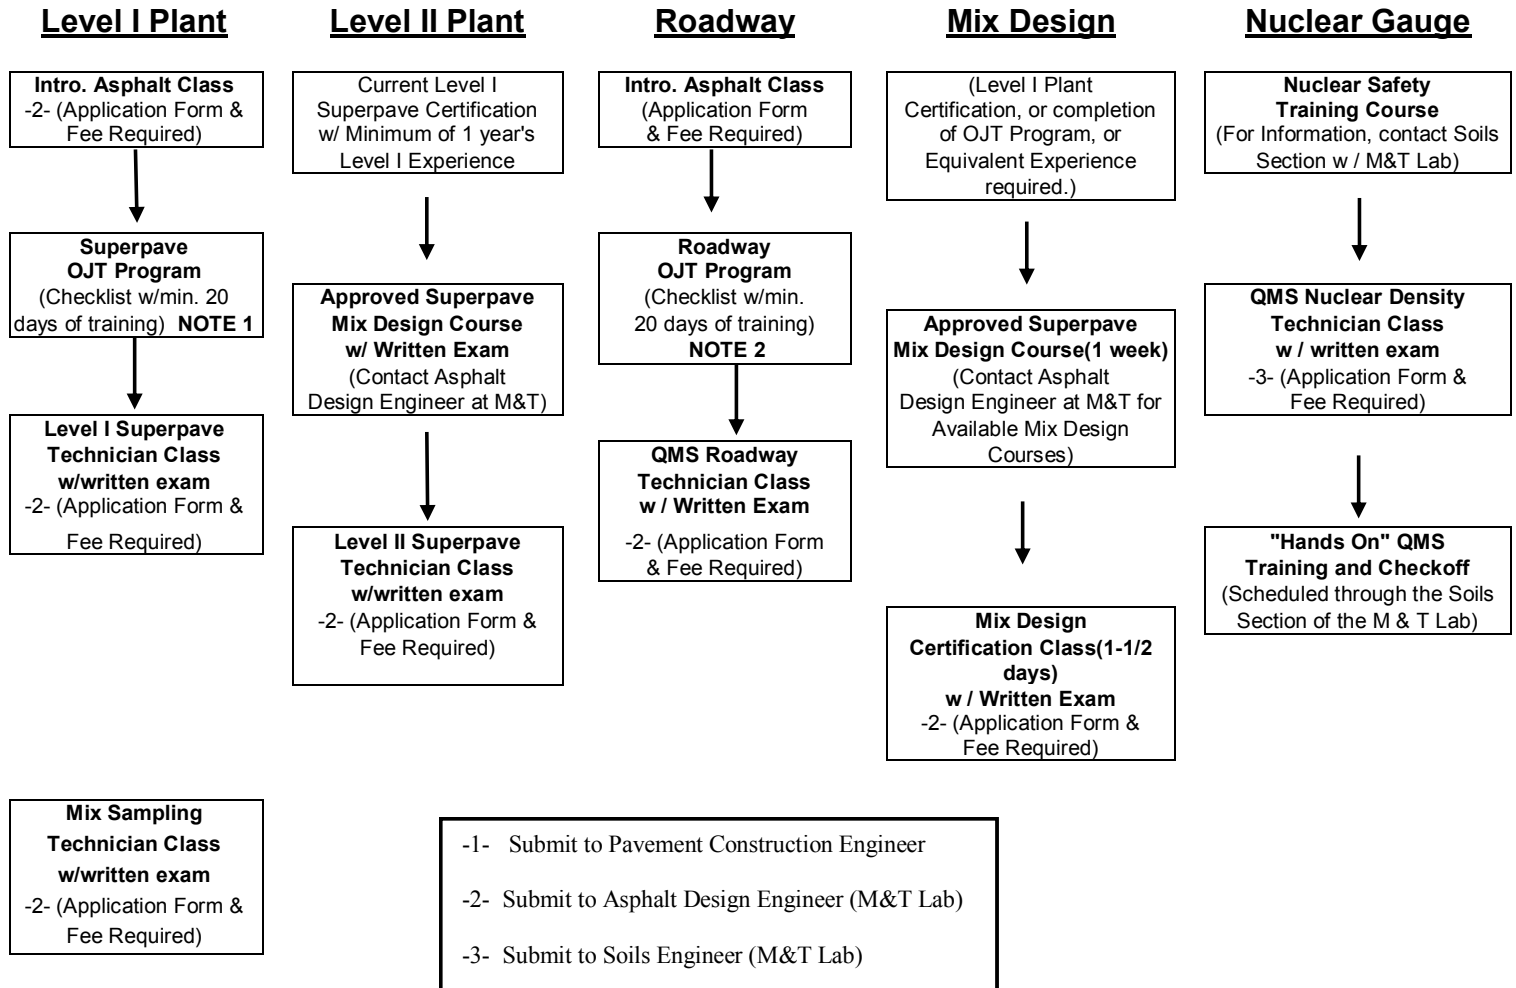 Level I Plant
Intro. Asphalt Class
-2- (Application Form &
Fee Required)
Superpave
OJT Program
(Checklist w/min. 20
days of training) NOTE 1
Level I Superpave
Technician Class
w/written exam
-2- (Application Form &
Fee Required)
Mix Sampling
Technician Class
w/written exam
-2- (Application Form &
Fee Required)
Level II Plant
Current Level I
Superpave Certification
w/ Minimum of 1 year's
Level I Experience
Approved Superpave
Mix Design Course
w/ Written Exam
(Contact Asphalt
Design Engineer at M&T)
Level II Superpave
Technician Class
w/written exam
-2- (Application Form &
Fee Required)
Roadway
Intro. Asphalt Class
(Application Form
& Fee Required)
Roadway
OJT Program
(Checklist w/min.
20 days of training)
NOTE 2
QMS Roadway
Technician Class
w / Written Exam
-2- (Application Form
& Fee Required)
Mix Design
(Level I Plant
Certification, or completion
of OJT Program, or
Equivalent Experience
required.)
Approved Superpave
Mix Design Course(1 week)
(Contact Asphalt
Design Engineer at M&T for
Available Mix Design
Courses)
Mix Design
Certification Class(1-1/2
days)
w / Written Exam
-2- (Application Form &
Fee Required)
Nuclear Gauge
Nuclear Safety
Training Course
(For Information, contact Soils
Section w / M&T Lab)
QMS Nuclear Density
Technician Class
w / written exam
-3- (Application Form &
Fee Required)
"Hands On" QMS
Training and Checkoff
(Scheduled through the Soils
Section of the M & T Lab)
-1- Submit to Pavement Construction Engineer
-2- Submit to Asphalt Design Engineer (M&T Lab)
-3- Submit to Soils Engineer (M&T Lab)